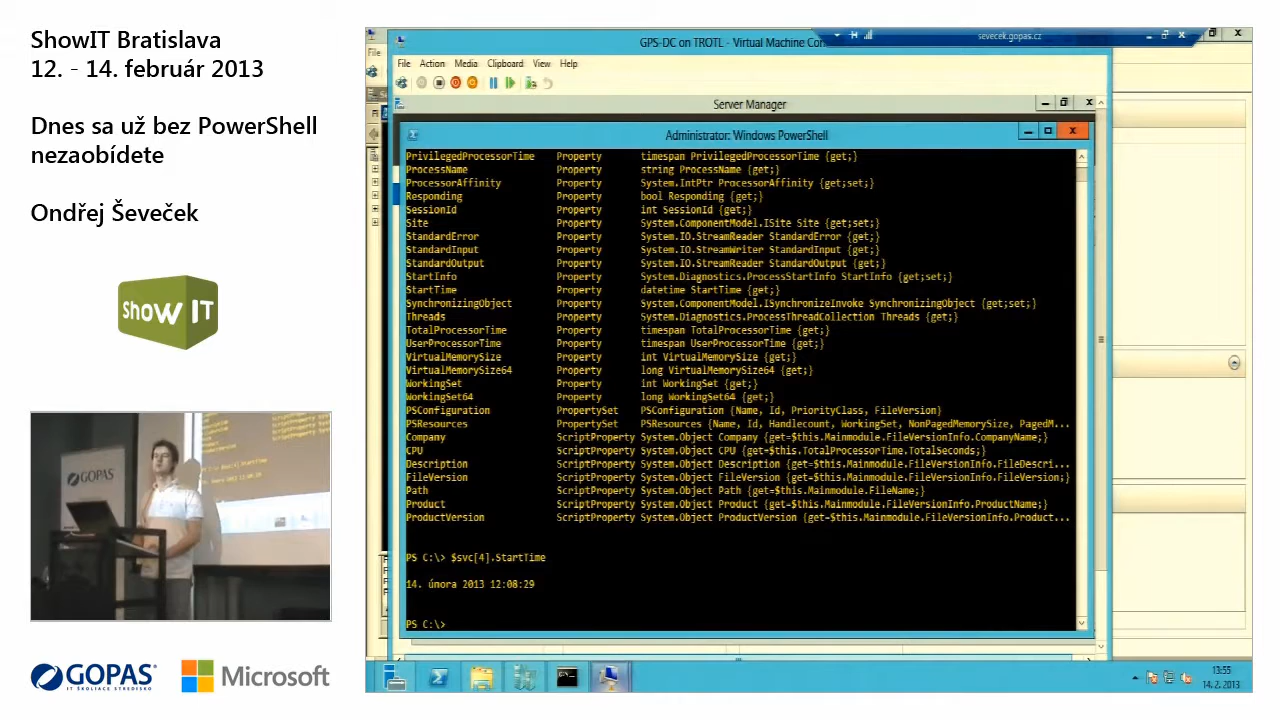 ShowIT Bratislava
12. - 14. február 2013
Dnes sa už bez PowerShell
nezaobídete
Ondřej Ševeček
Show IT
GOPAS
GOPAS
IT ŠKOLIACE STREDISKO
Microsoft
GPS-DC on TROTL - Virtual Machine Con
sevecek.gopas.cz
File
File Action Media Clipboard View Help
Server Manager
Administrator: Windows PowerShell
PrivilegedProcessorTime Property timespan PrivilegedProcessorTime {get;}
ProcessName Property string ProcessName {get;}
ProcessorAffinity Property System.IntPtr ProcessorAffinity {get;set;}
Responding Property bool Responding {get;}
SessionId Property int SessionId {get;}
Site Property System.ComponentModel.ISite Site {get;set;}
StandardError Property System.IO.StreamReader StandardError {get;}
StandardInput Property System.IO.StreamWriter StandardInput {get;}
StandardOutput Property System.IO.StreamReader StandardOutput {get;}
StartInfo Property System.Diagnostics.ProcessStartInfo StartInfo {get;set;}
StartTime Property datetime StartTime {get;}
SynchronizingObject Property System.ComponentModel.ISynchronizeInvoke SynchronizingObject {get;set;}
Threads Property System.Diagnostics.ProcessThreadCollection Threads {get;}
TotalProcessorTime Property timespan TotalProcessorTime {get;}
UserProcessorTime Property timespan UserProcessorTime {get;}
VirtualMemorySize Property int VirtualMemorySize {get;}
VirtualMemorySize64 Property long VirtualMemorySize64 {get;}
WorkingSet Property int WorkingSet {get;}
WorkingSet64 Property long WorkingSet64 {get;}
PSConfiguration PropertySet PSConfiguration {Name, Id, PriorityClass, FileVersion}
PSResources PropertySet PSResources {Name, Id, Handlecount, WorkingSet, NonPagedMemorySize, PagedM...
Company ScriptProperty System.Object Company {get=$this.Mainmodule.FileVersionInfo.CompanyName;}
CPU ScriptProperty System.Object CPU {get=$this.TotalProcessorTime.TotalSeconds;}
Description ScriptProperty System.Object Description {get=$this.Mainmodule.FileVersionInfo.FileDescri...
FileVersion ScriptProperty System.Object FileVersion {get=$this.Mainmodule.FileVersionInfo.FileVersion;}
Path ScriptProperty System.Object Path {get=$this.Mainmodule.FileName;}
Product ScriptProperty System.Object Product {get=$this.Mainmodule.FileVersionInfo.ProductName;}
ProductVersion ScriptProperty System.Object ProductVersion {get=$this.Mainmodule.FileVersionInfo.Product...
PS C:\> $svc[4].StartTime
14. února 2013 12:08:29
PS C:\>
13:55
14. 2. 2013